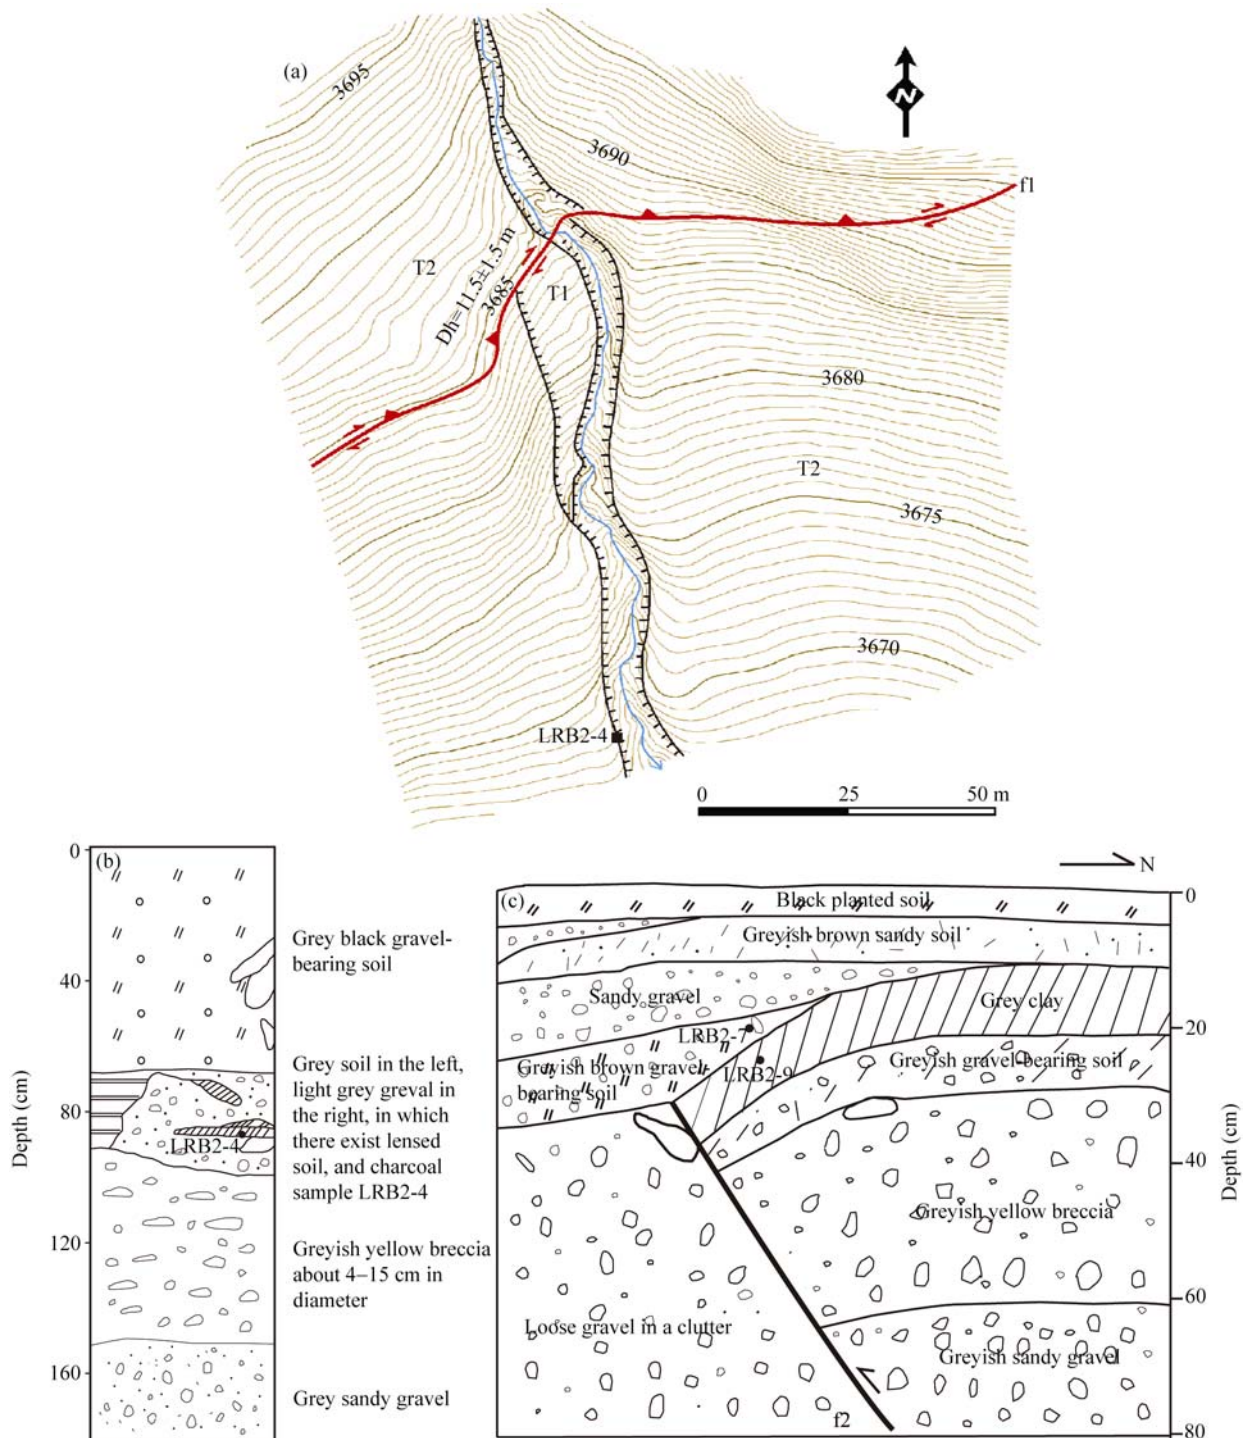 (a)
3695
N
3690
f1
T2
Dh=11.5±1.5 m
3685
T1
3680
T2
3675
3670
LRB2-4
0 25 50 m
(b)
0
40
80
120
160
Depth (cm)
LRB2-4
Grey black gravel-
bearing soil
Grey soil in the left,
light grey greval in
the right, in which
there exist lensed
soil, and charcoal
sample LRB2-4
Greyish yellow breccia
about 4–15 cm in
diameter
Grey sandy gravel
N
(c)
Black planted soil
Greyish brown sandy soil
Sandy gravel
Grey clay
LRB2-7
Greyish brown gravel-
bearing soil
LRB2-9
Greyish gravel-bearing soil
Greyish yellow breccia
Loose gravel in a clutter
Greyish sandy gravel
f2
0
20
40
60
80
Depth (cm)